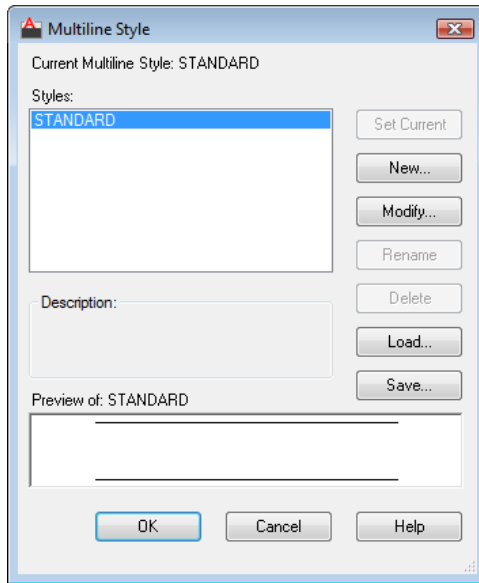 Multiline Style
Current Multiline Style: STANDARD
Styles:
STANDARD
Set Current
New...
Modify...
Rename
Delete
Load...
Save...
Description:
Preview of: STANDARD
OK
Cancel
Help